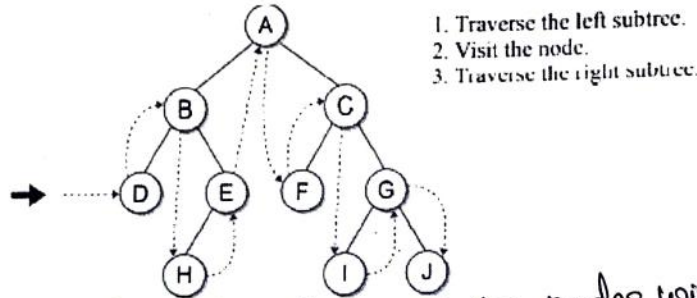 A
1. Traverse the left subtree.
2. Visit the node.
3. Traverse the right subtree.
B
C
D
E
F
G
H
I
J